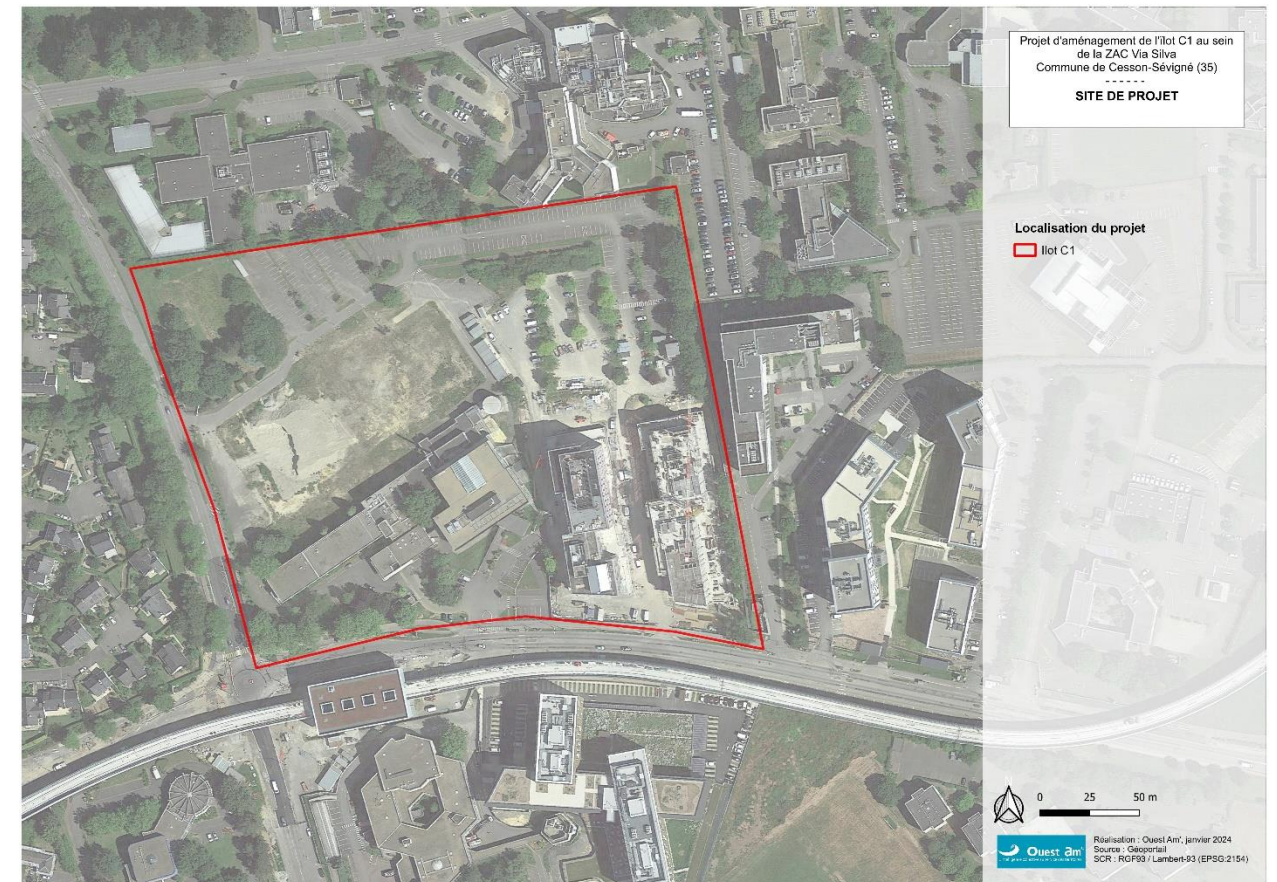 Projet d'aménagement de l'îlot C1 au sein
de la ZAC Via Silva
Commune de Cesson-Sévigné (35)
- - - - - -
SITE DE PROJET
Localisation du projet
Ilot C1
0 25 50 m
Ouest Am'
Réalisation : Ouest Am', janvier 2024
Source : Géoportail
SCR : RGF93 / Lambert-93 (EPSG:2154)